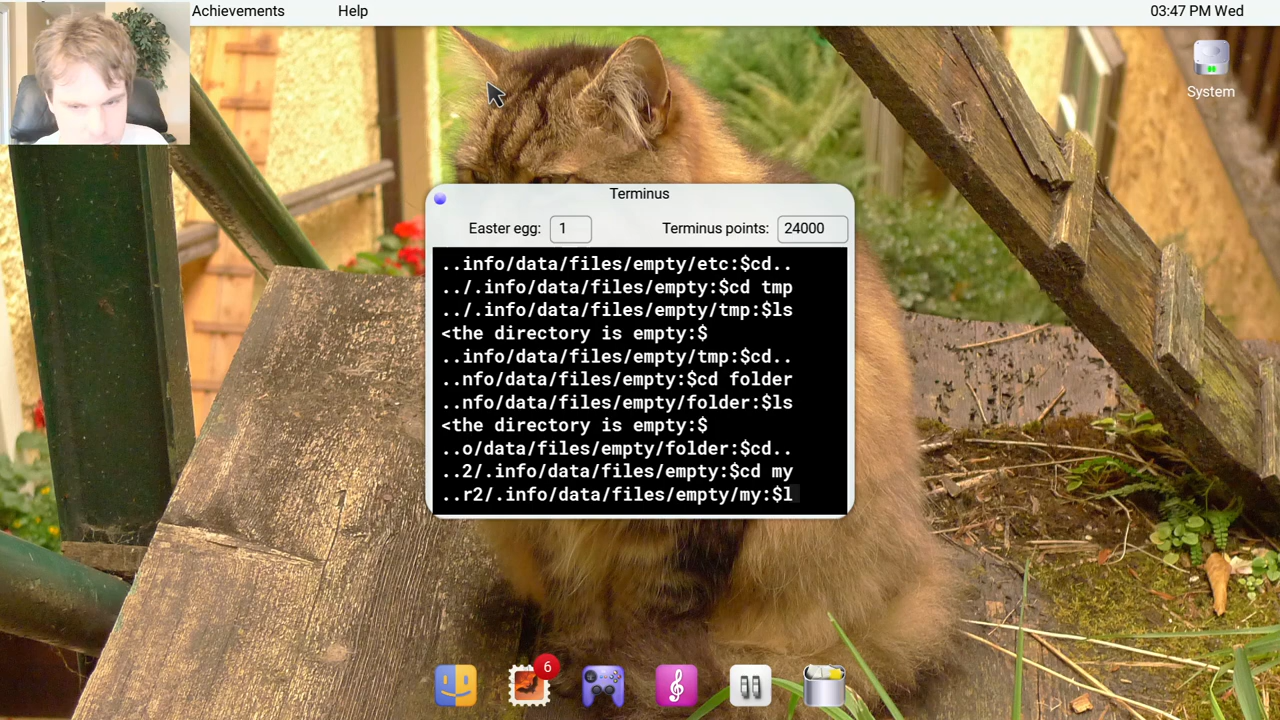 Achievements
Help
03:47 PM Wed
System
Terminus
Easter egg: 1
Terminus points: 24000
..info/data/files/empty/etc:$cd..
../.info/data/files/empty:$cd tmp
../.info/data/files/empty/tmp:$ls
<the directory is empty:$
..info/data/files/empty/tmp:$cd..
..nfo/data/files/empty:$cd folder
..nfo/data/files/empty/folder:$ls
<the directory is empty:$
..o/data/files/empty/folder:$cd..
..2/.info/data/files/empty:$cd my
..r2/.info/data/files/empty/my:$l
6